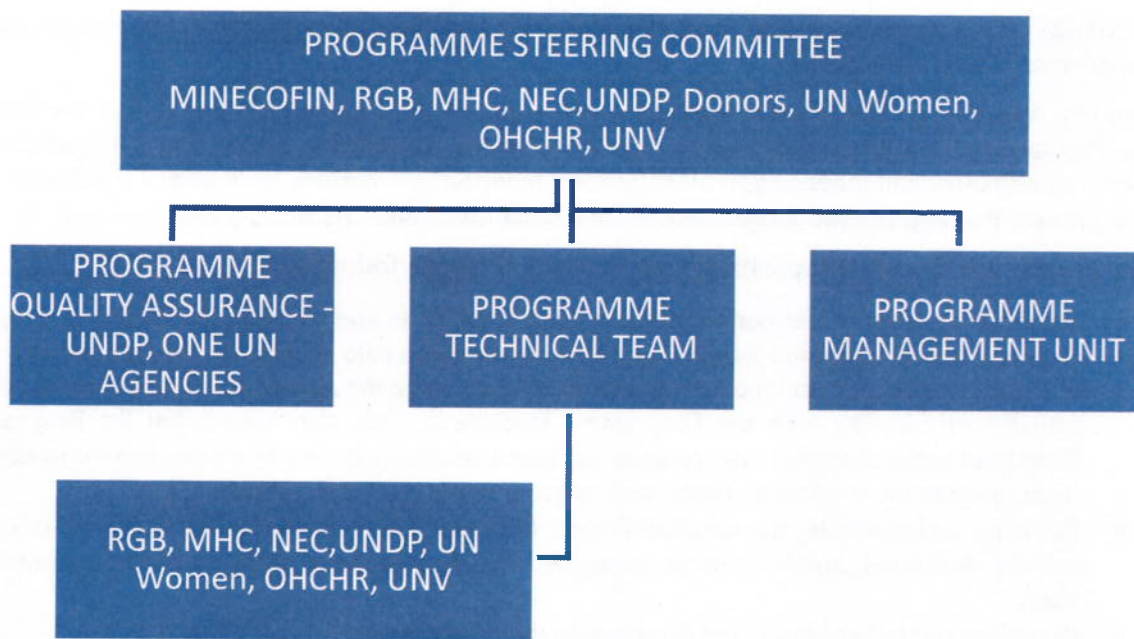 PROGRAMME STEERING COMMITTEE
MINECOFIN, RGB, MHC, NEC,UNDP, Donors, UN Women,
OHCHR, UNV
PROGRAMME
QUALITY ASSURANCE -
UNDP, ONE UN
AGENCIES
PROGRAMME
TECHNICAL TEAM
PROGRAMME
MANAGEMENT UNIT
RGB, MHC, NEC,UNDP, UN
Women, OHCHR, UNV